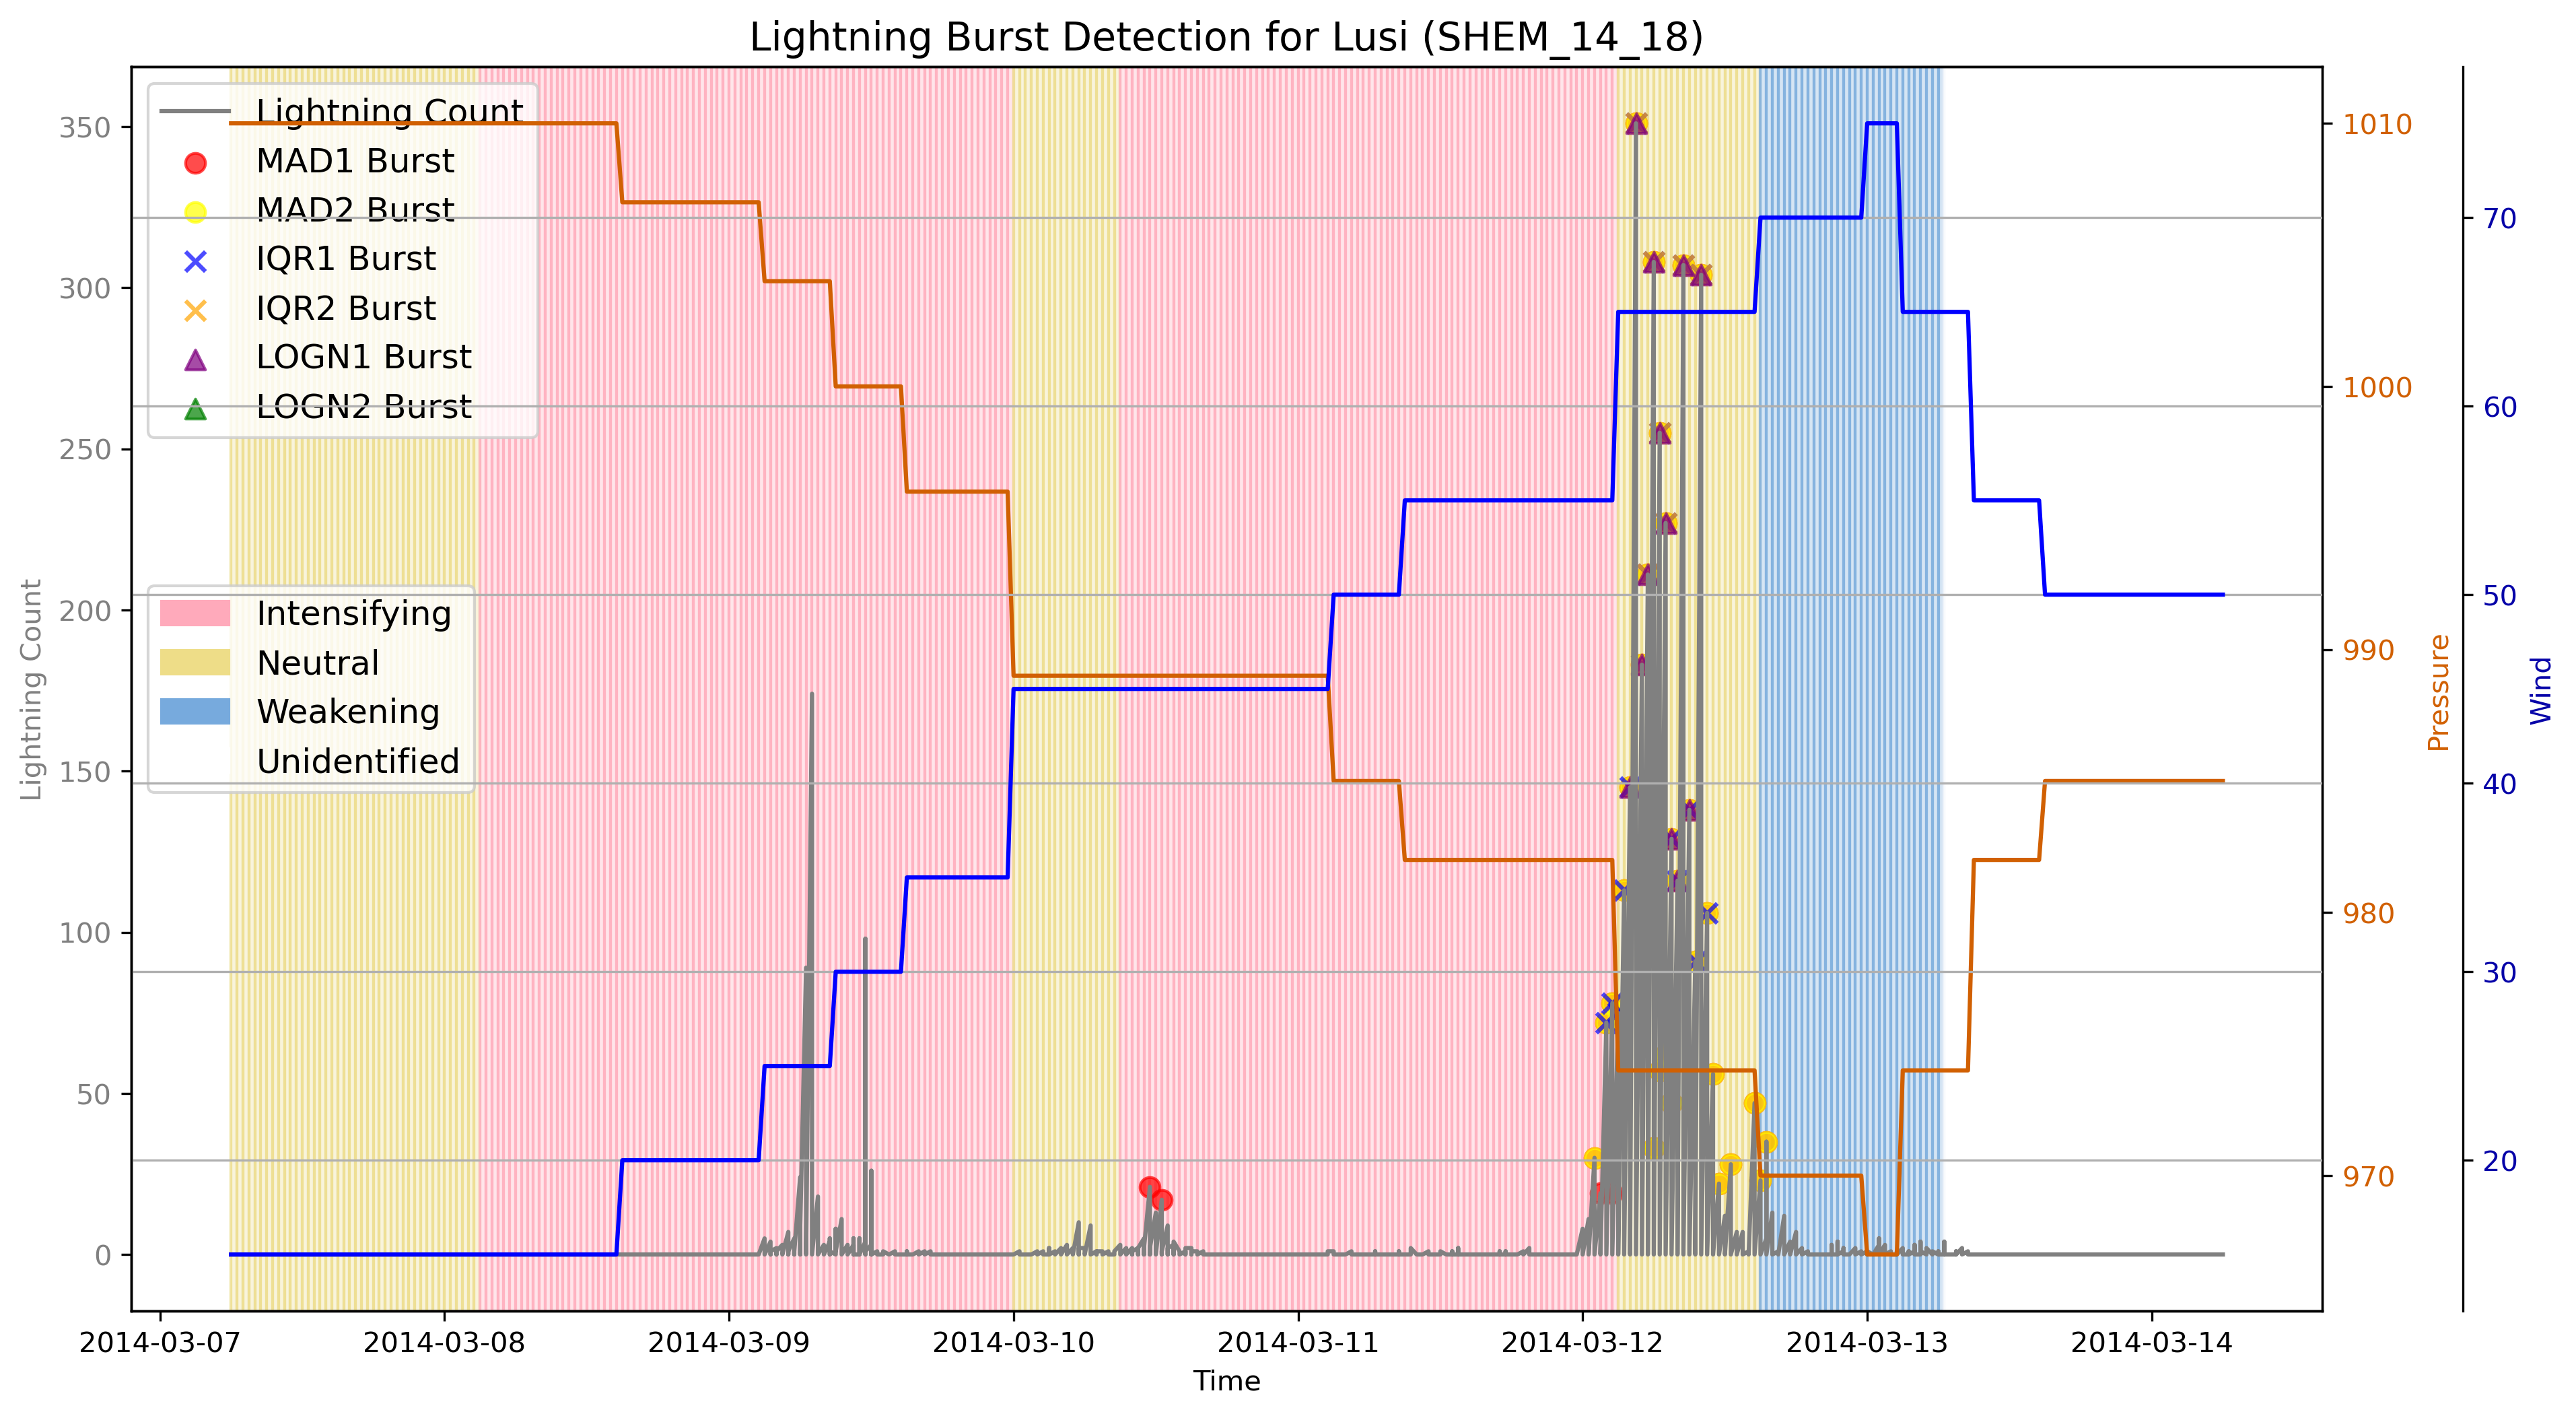 Lightning Burst Detection for Lusi (SHEM_14_18)
Lightning Count
MAD1 Burst
MAD2 Burst
IQR1 Burst
IQR2 Burst
LOGN1 Burst
LOGN2 Burst
Intensifying
Neutral
Weakening
Unidentified
Lightning Count
350
300
250
200
150
100
50
0
1010
1000
990
980
970
Pressure
70
60
50
40
30
20
Wind
2014-03-07 2014-03-08 2014-03-09 2014-03-10 2014-03-11 2014-03-12 2014-03-13 2014-03-14
Time